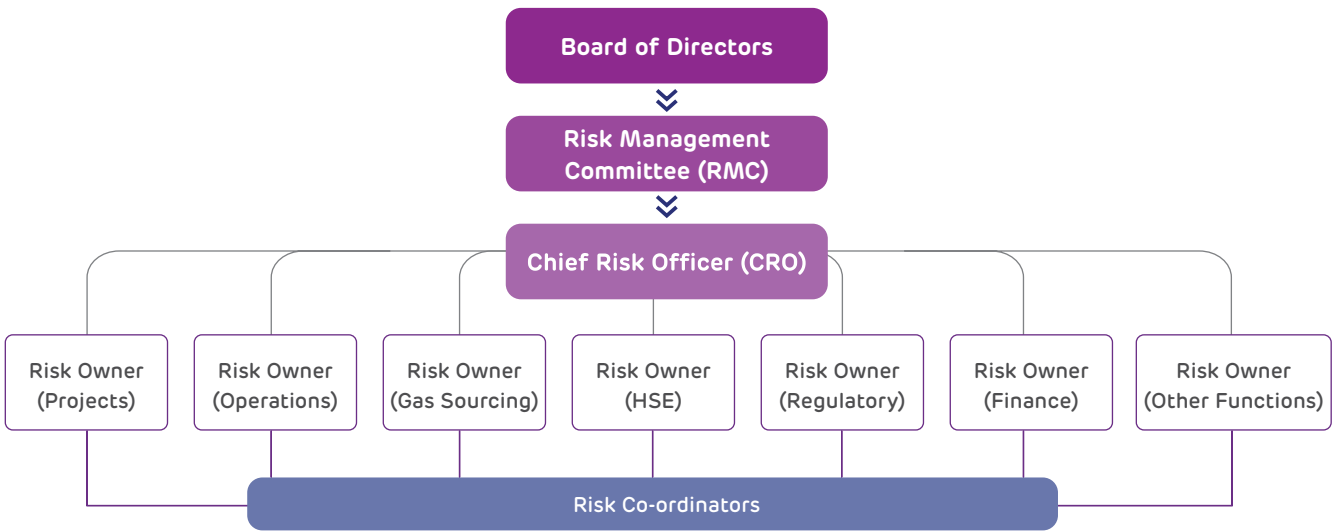 Board of Directors
Risk Management
Committee (RMC)
Chief Risk Officer (CRO)
Risk Owner
(Projects)
Risk Owner
(Operations)
Risk Owner
(Gas Sourcing)
Risk Owner
(HSE)
Risk Owner
(Regulatory)
Risk Owner
(Finance)
Risk Owner
(Other Functions)
Risk Co-ordinators